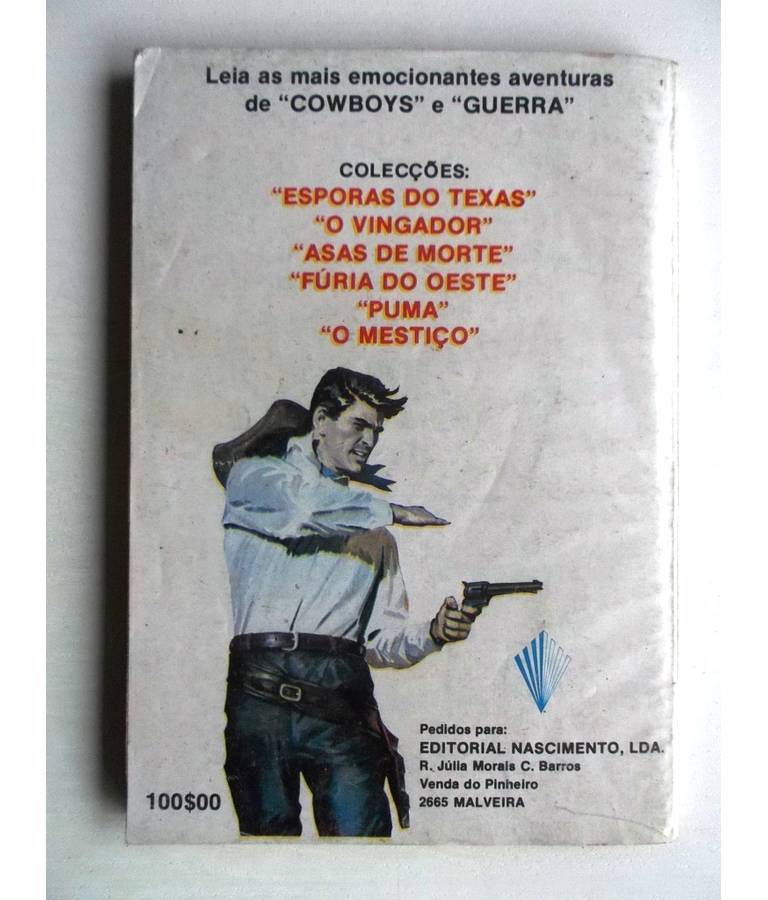 Leia as mais emocionantes aventuras
de “COWBOYS” e “GUERRA”
COLECÇÕES:
“ESPORAS DO TEXAS”
“O VINGADOR”
“ASAS DE MORTE”
“FÚRIA DO OESTE”
“PUMA”
“O MESTIÇO”
Pedidos para:
EDITORIAL NASCIMENTO, LDA.
R. Júlia Morais C. Barros
Venda do Pinheiro
2665 MALVEIRA
100$00